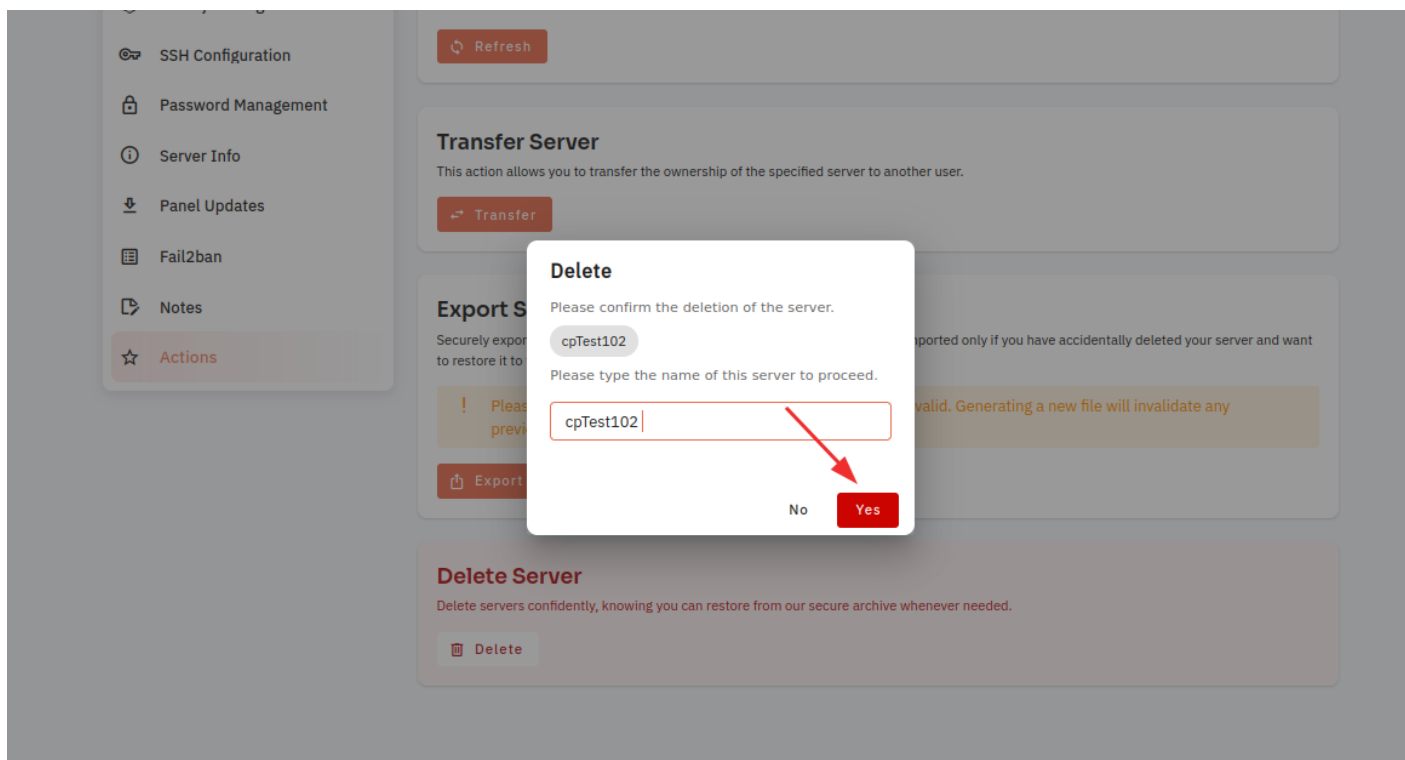 SSH Configuration
Password Management
Server Info
Panel Updates
Fail2ban
Notes
Actions
Refresh
Transfer Server
This action allows you to transfer the ownership of the specified server to another user.
Transfer
Export S
Securely expor
ported only if you have accidentally deleted your server and want
to restore it to
! Pleas
valid. Generating a new file will invalidate any
previ
Export
Delete
Please confirm the deletion of the server.
cpTest102
Please type the name of this server to proceed.
cpTest102
No
Yes
Delete Server
Delete servers confidently, knowing you can restore from our secure archive whenever needed.
Delete